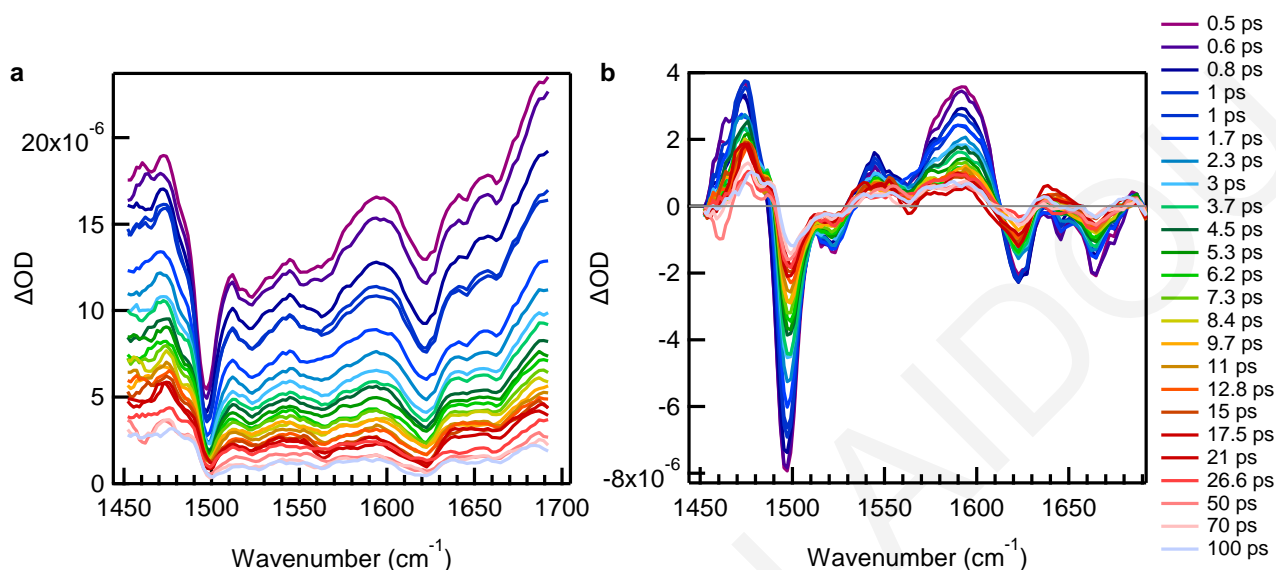 a
20x10-6
15
10
5
0
ΔOD
1450
1500
1550
1600
1650
1700
Wavenumber (cm-1)
b
4
2
0
-2
-4
-6
-8x10-6
ΔOD
1450
1500
1550
1600
1650
Wavenumber (cm-1)
0.5 ps
0.6 ps
0.8 ps
1 ps
1 ps
1.7 ps
2.3 ps
3 ps
3.7 ps
4.5 ps
5.3 ps
6.2 ps
7.3 ps
8.4 ps
9.7 ps
11 ps
12.8 ps
15 ps
17.5 ps
21 ps
26.6 ps
50 ps
70 ps
100 ps